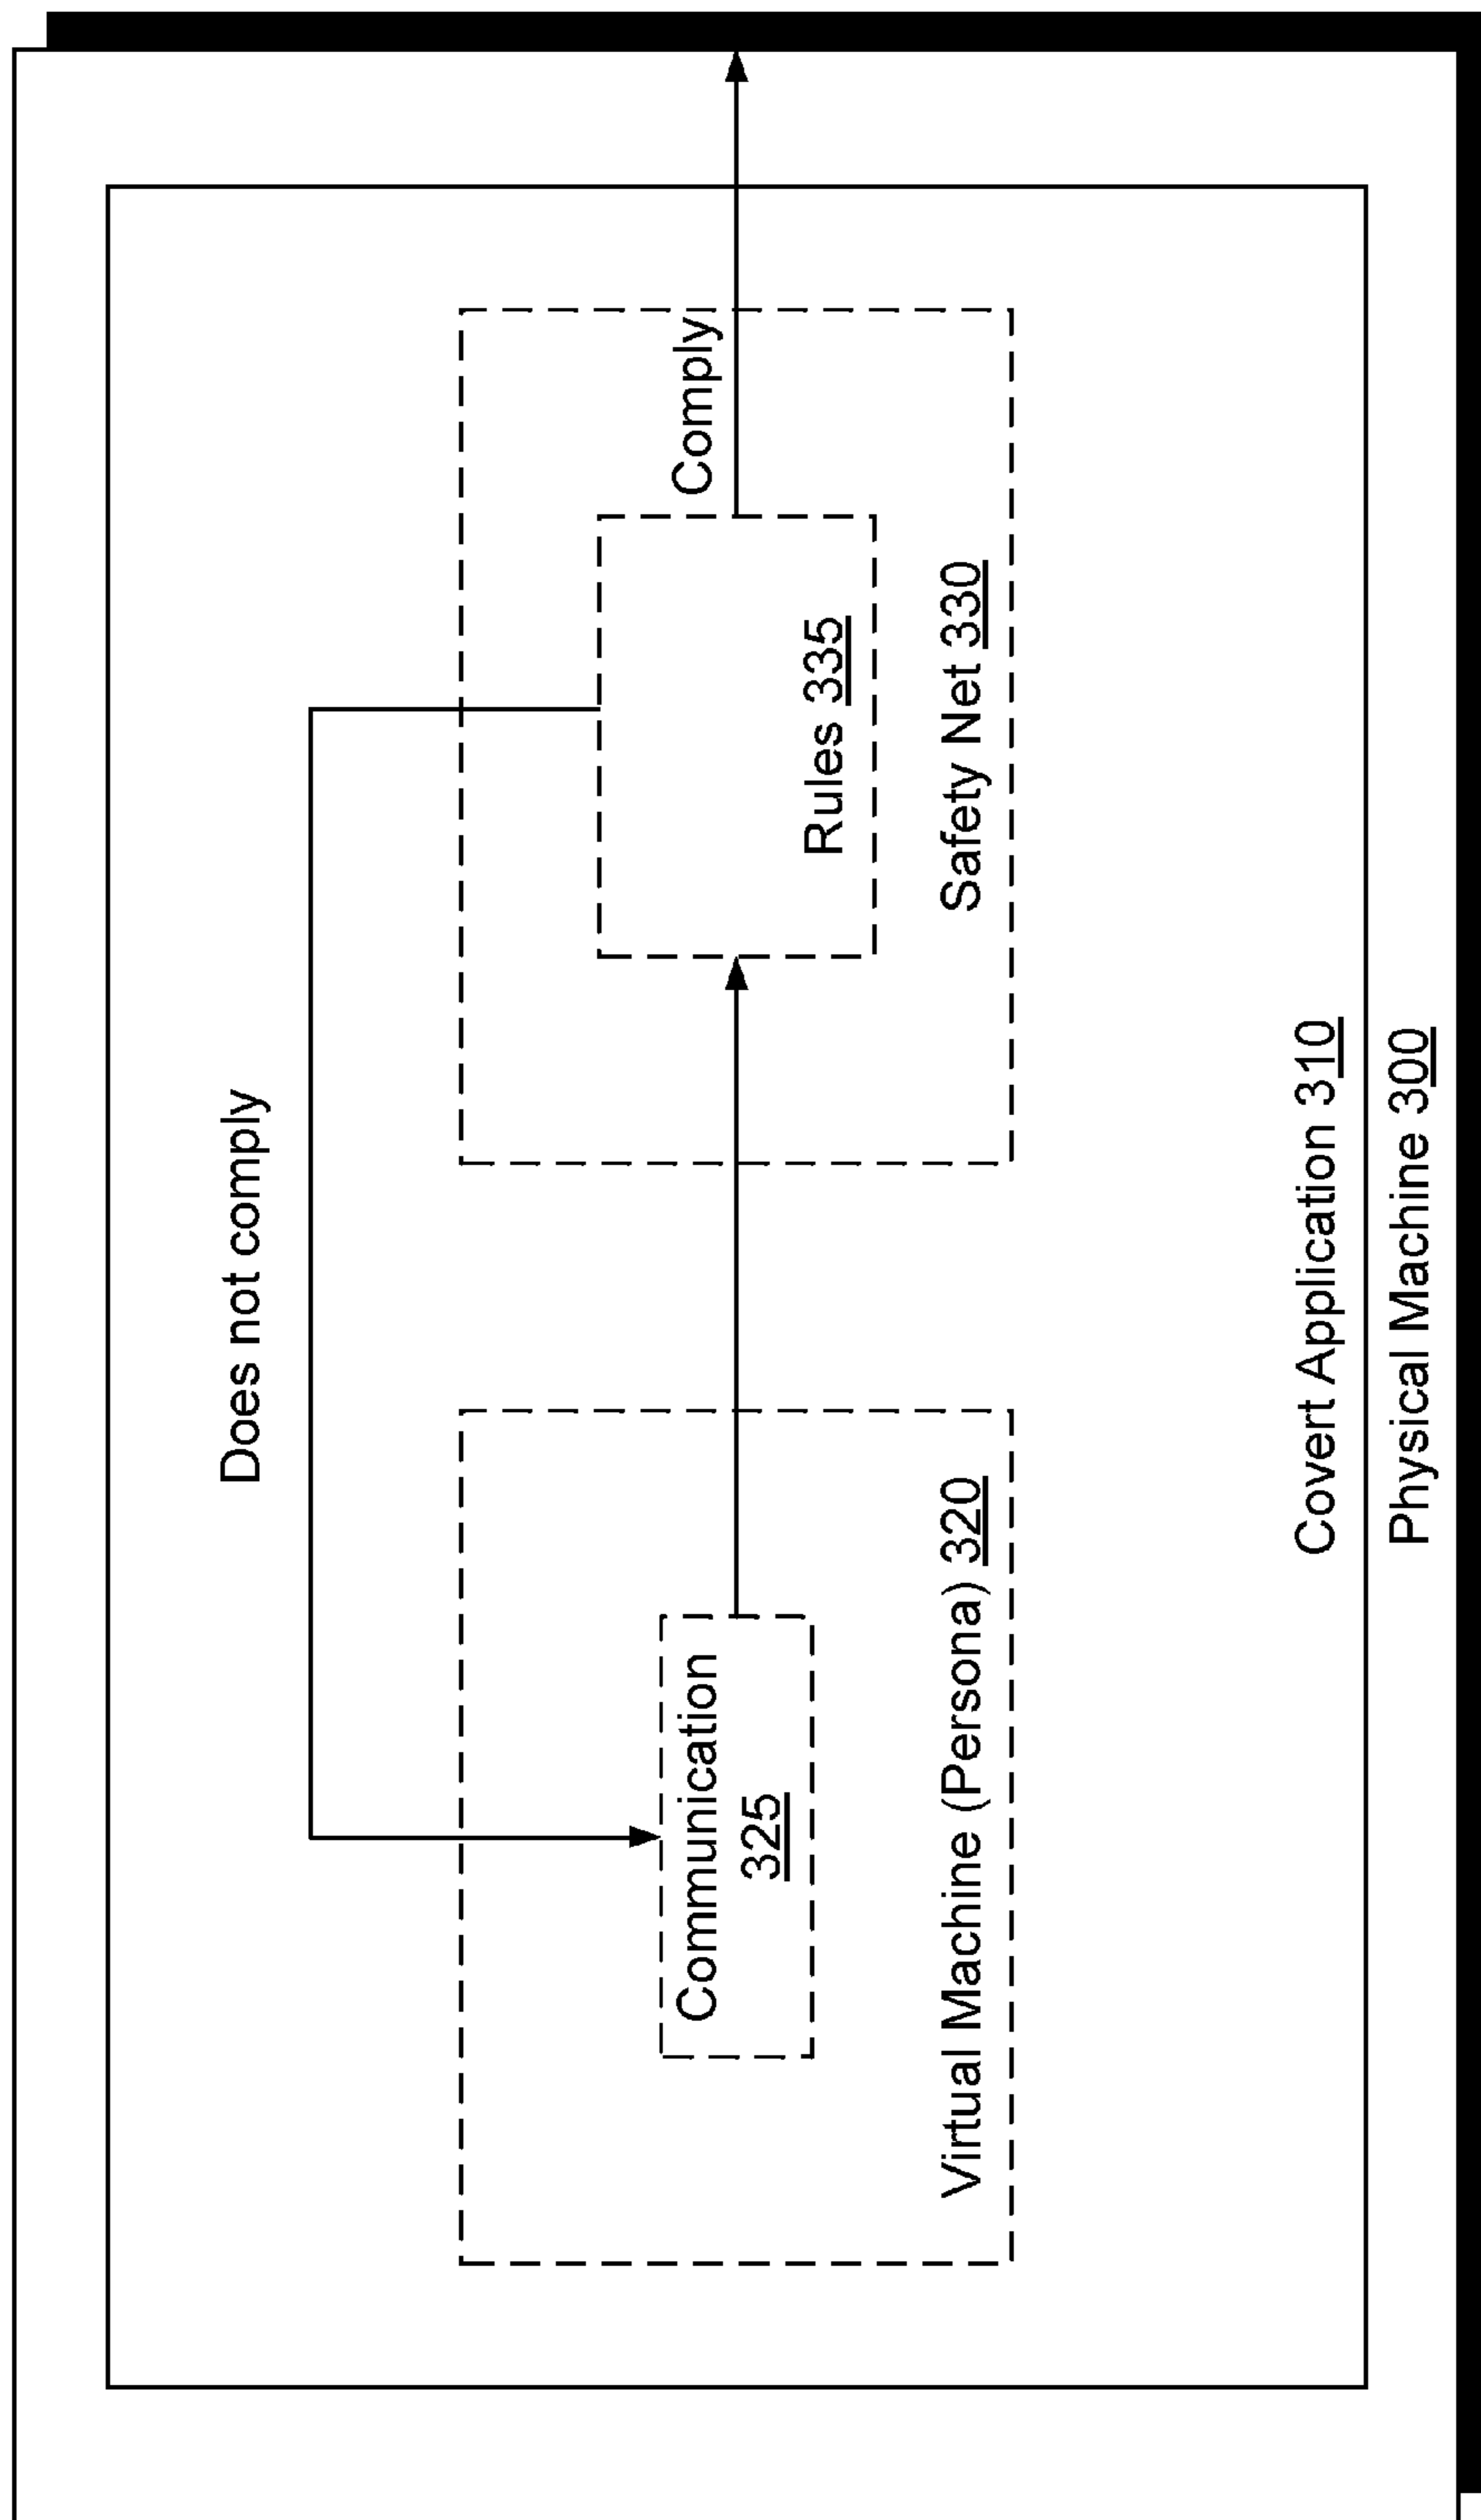 Does not comply
Communication
325
Virtual Machine (Persona) 320
Comply
Rules 335
Safety Net 330
Covert Application 310
Physical Machine 300